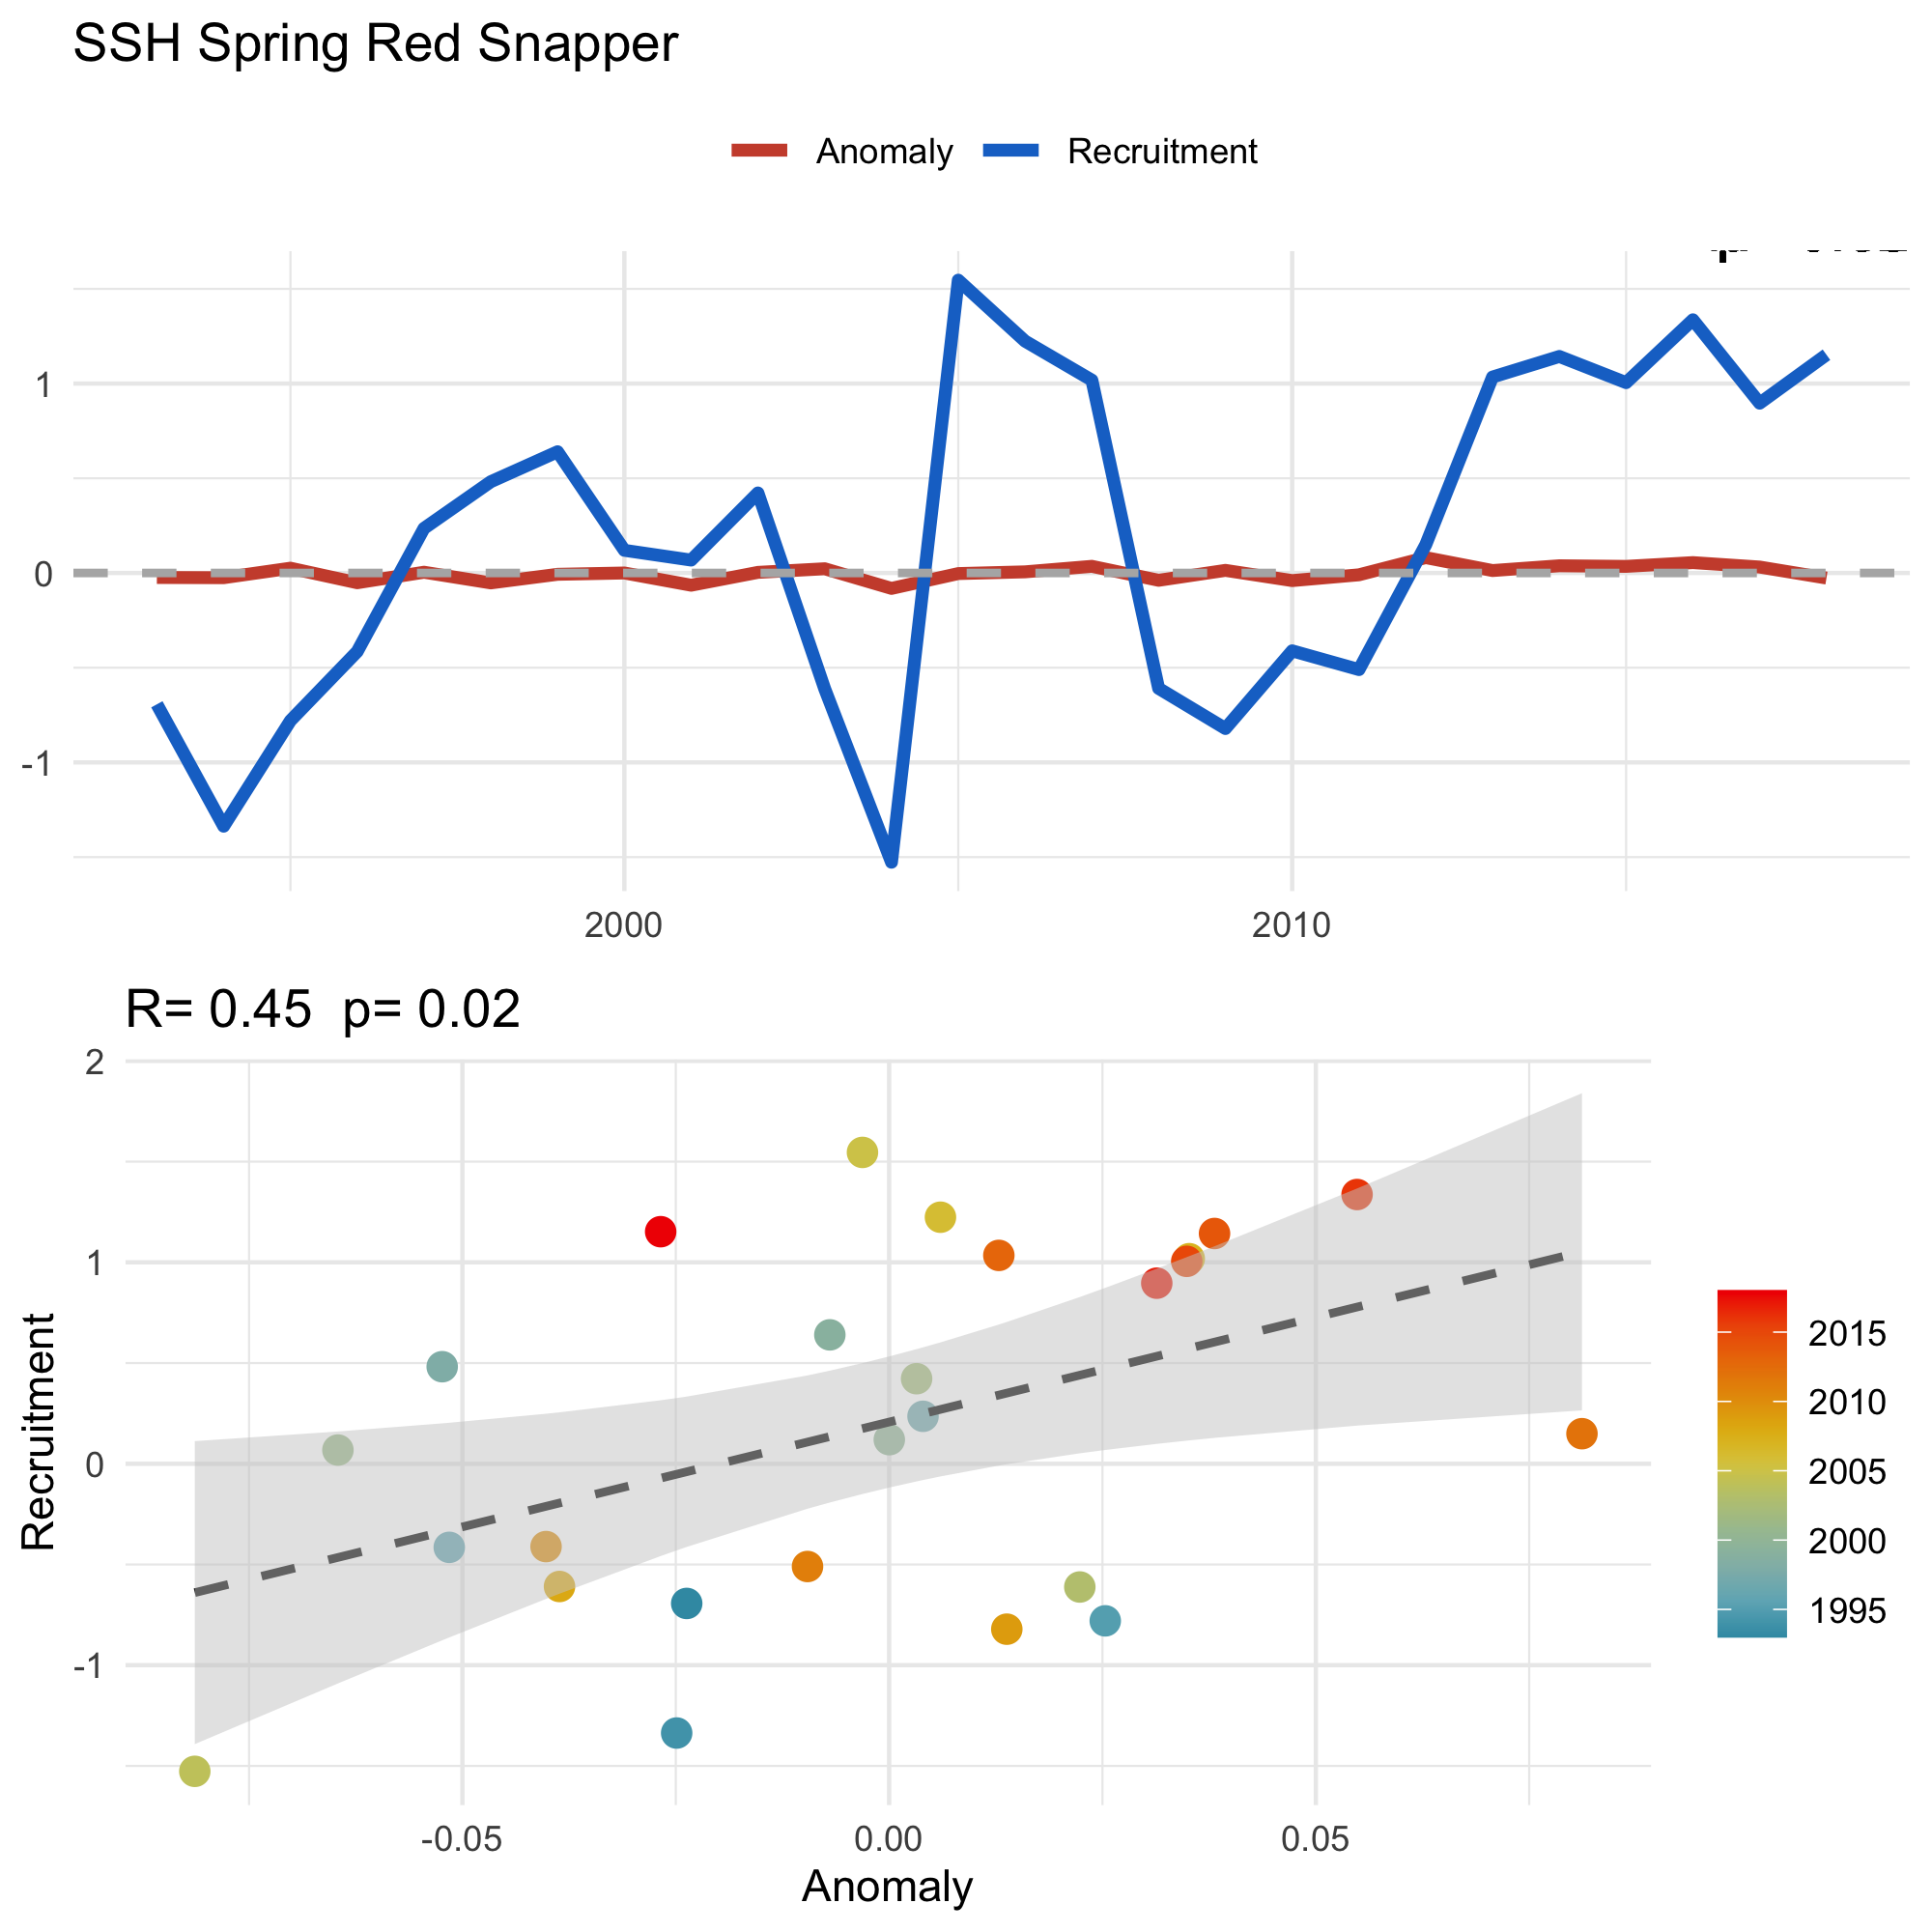 SSH Spring Red Snapper
Anomaly Recruitment
1
0
-1
2000 2010
R= 0.45 p= 0.02
2
1
0
-1
Recruitment
-0.05 0.00 0.05
Anomaly
2015
2010
2005
2000
1995